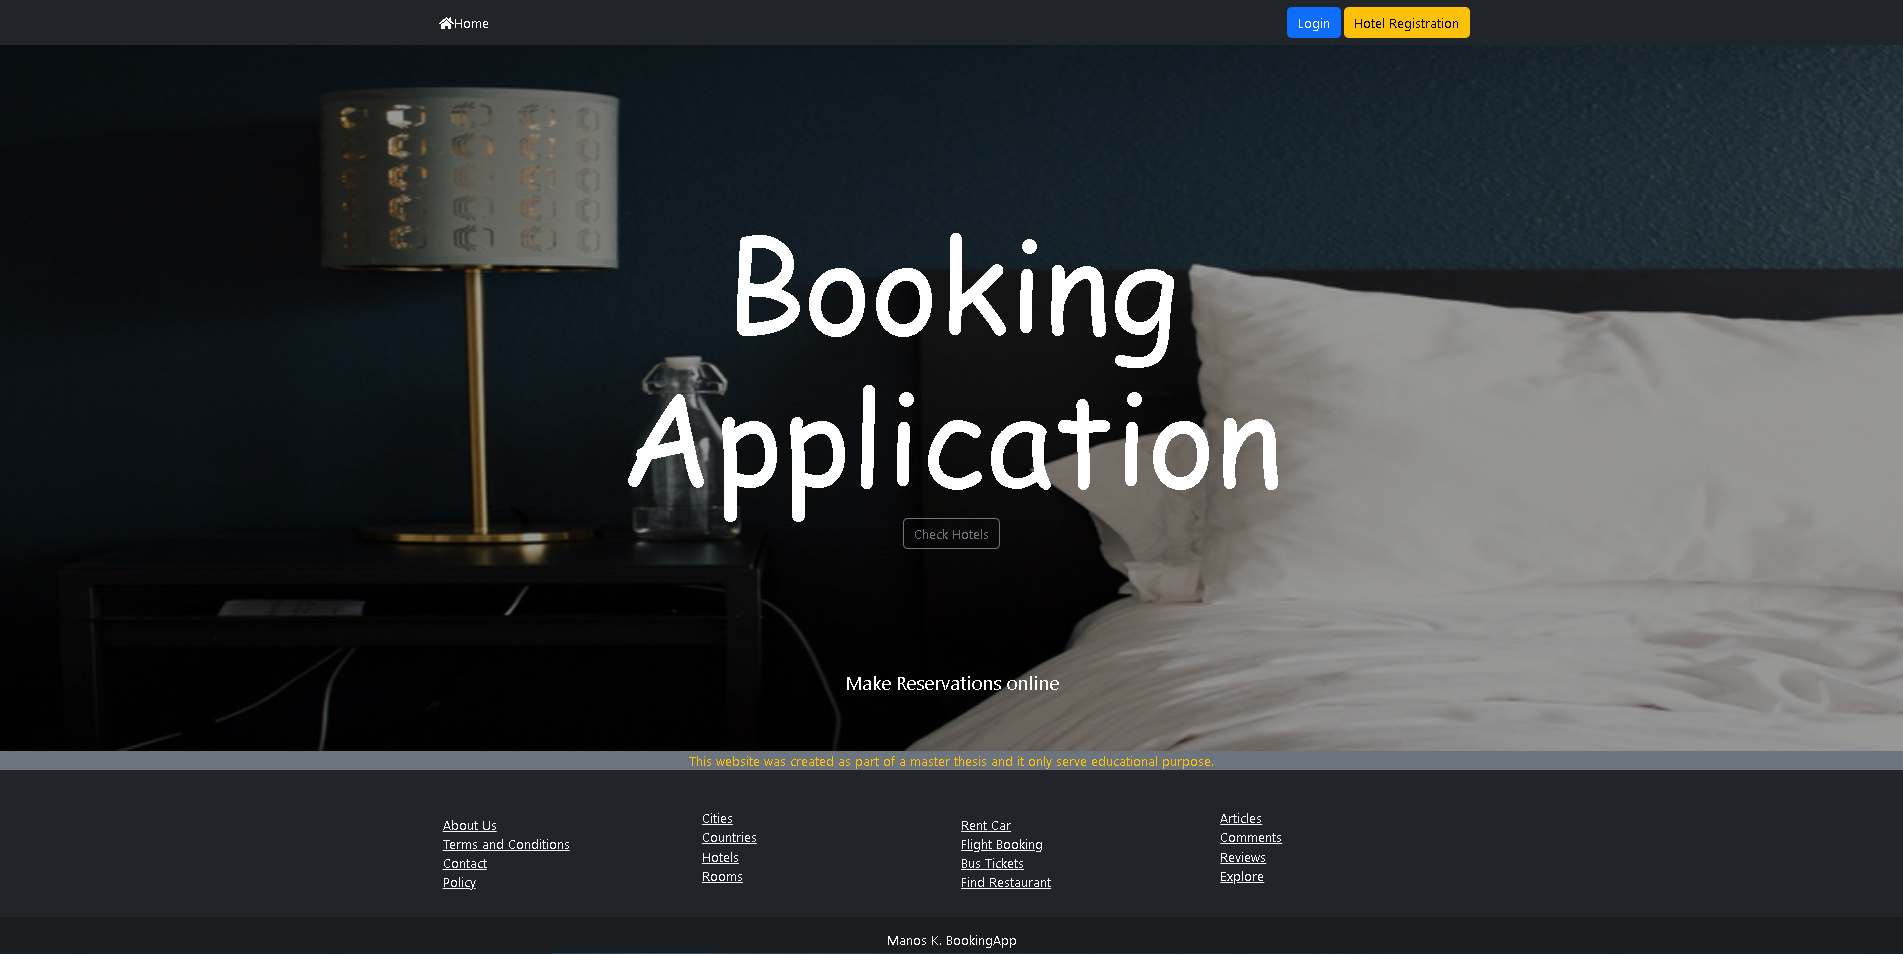 Home
Login
Hotel Registration
Booking
Application
Check Hotels
Make Reservations online
This website was created as part of a master thesis and it only serve educational purpose.
About Us
Terms and Conditions
Contact
Policy
Cities
Countries
Hotels
Rooms
Rent Car
Flight Booking
Bus Tickets
Find Restaurant
Articles
Comments
Reviews
Explore
Manos K. BookingApp